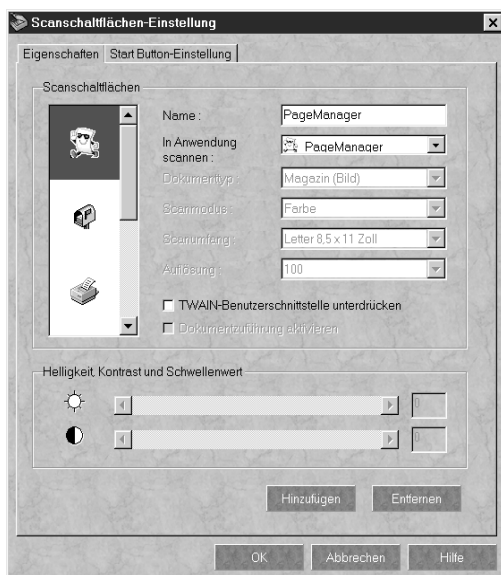 Scanschaltflächen-Einstellung
Eigenschaften Start Button-Einstellung
Scanschaltflächen
Name : PageManager
In Anwendung
scannen : PageManager
Dokumenttyp : Magazin (Bild)
Scanmodus : Farbe
Scanumfang : Letter 8,5 x 11 Zoll
Auflösung : 100
TWAIN-Benutzerschnittstelle unterdrücken
Dokumentzuführung aktivieren
Helligkeit, Kontrast und Schwellenwert
0
0
Hinzufügen Entfernen
OK Abbrechen Hilfe